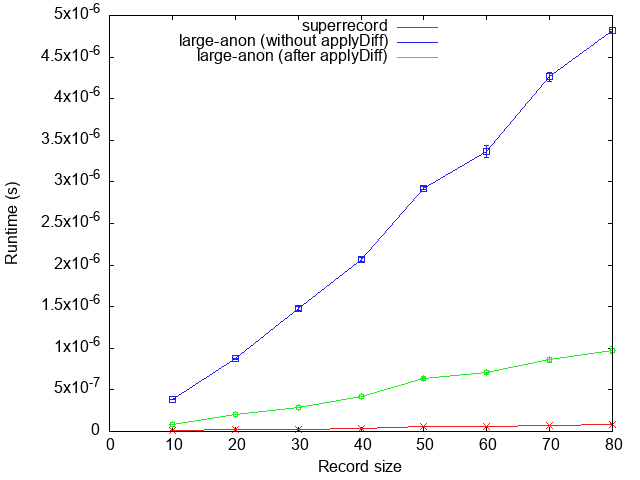 superrecord
large-anon (without applyDiff)
large-anon (after applyDiff)
5x10-6
4.5x10-6
4x10-6
3.5x10-6
3x10-6
2.5x10-6
2x10-6
1.5x10-6
1x10-6
5x10-7
0
Runtime (s)
0 10 20 30 40 50 60 70 80
Record size